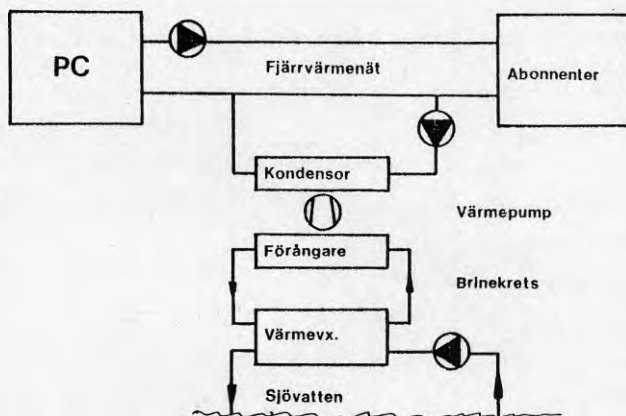 PC
Fjärrvärmenät
Abonnenter
Kondensor
Värmepump
Förångare
Brinekrets
Värmevx.
Sjövatten